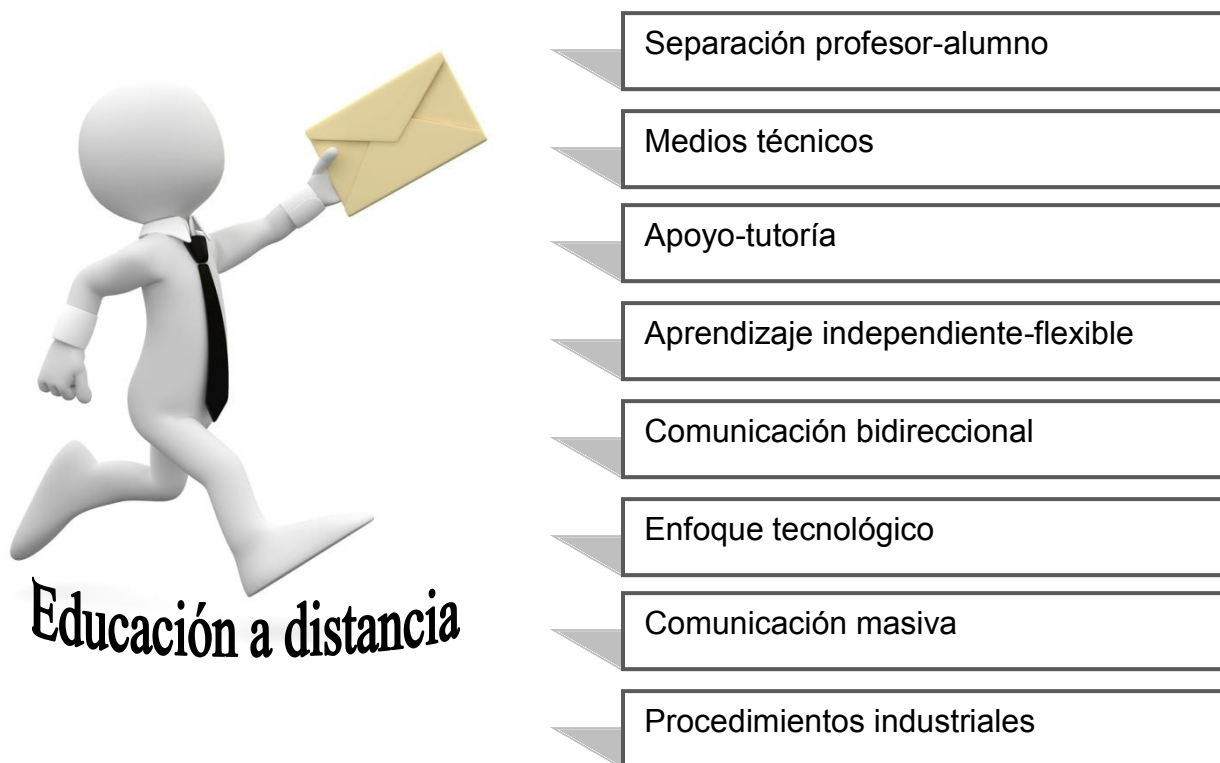 Separación profesor-alumno
Medios técnicos
Apoyo-tutoría
Aprendizaje independiente-flexible
Comunicación bidireccional
Enfoque tecnológico
Comunicación masiva
Procedimientos industriales
Educación a distancia